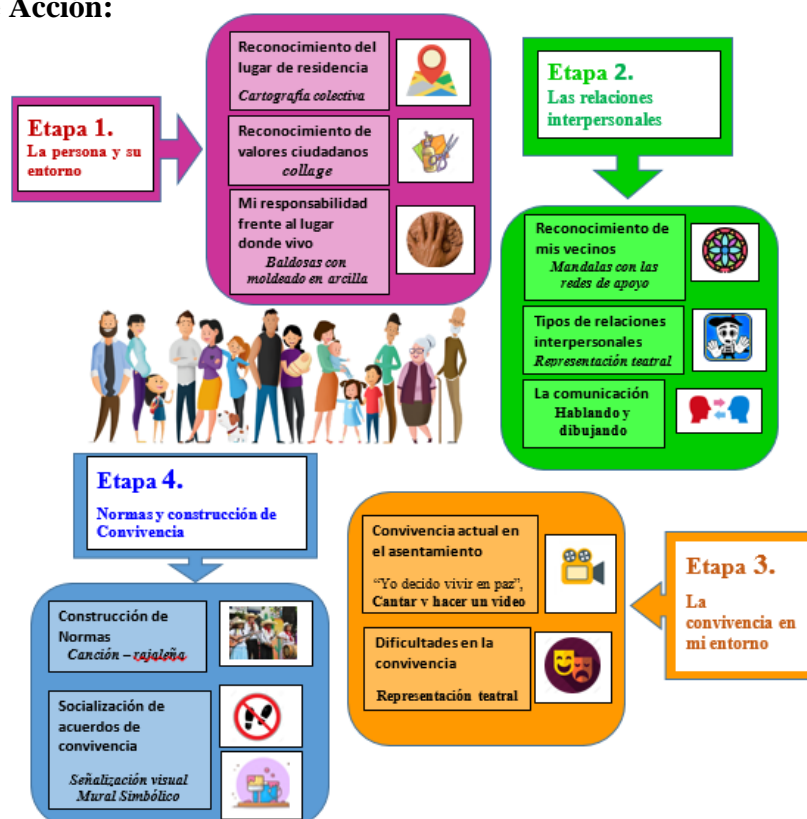 Acción:
Etapa 1.
La persona y su
entorno
Reconocimiento del
lugar de residencia
Cartografía colectiva
Reconocimiento de
valores ciudadanos
collage
Mi responsabilidad
frente al lugar
donde vivo
Baldosas con
moldeado en arcilla
Etapa 2.
Las relaciones
interpersonales
Reconocimiento de
mis vecinos
Mandalas con las
redes de apoyo
Tipos de relaciones
interpersonales
Representación teatral
La comunicación
Hablando y
dibujando
Etapa 3.
La
convivencia en
mi entorno
Convivencia actual en
el asentamiento
“Yo decido vivir en paz”,
Cantar y hacer un video
Dificultades en la
convivencia
Representación teatral
Etapa 4.
Normas y construcción de
Convivencia
Construcción de
Normas
Canción – rajaleña
Socialización de
acuerdos de
convivencia
Señalización visual
Mural Simbólico